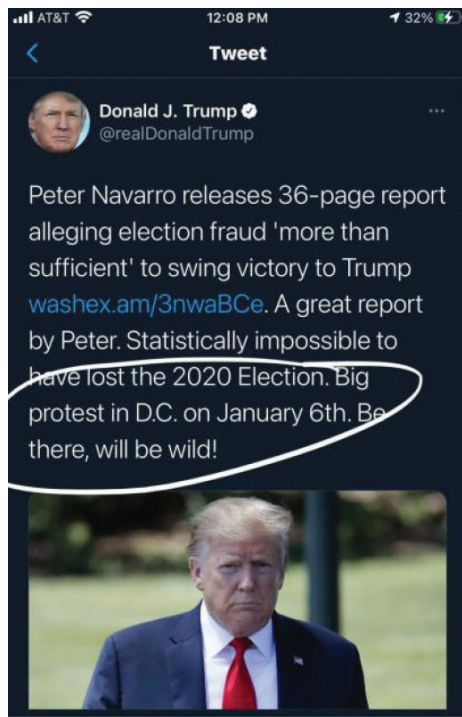 AT&T 12:08 PM 32%
Tweet
Donald J. Trump
@realDonaldTrump
Peter Navarro releases 36-page report
alleging election fraud 'more than
sufficient' to swing victory to Trump
washex.am/3nwaBCe. A great report
by Peter. Statistically impossible to
have lost the 2020 Election. Big
protest in D.C. on January 6th. Be
there, will be wild!